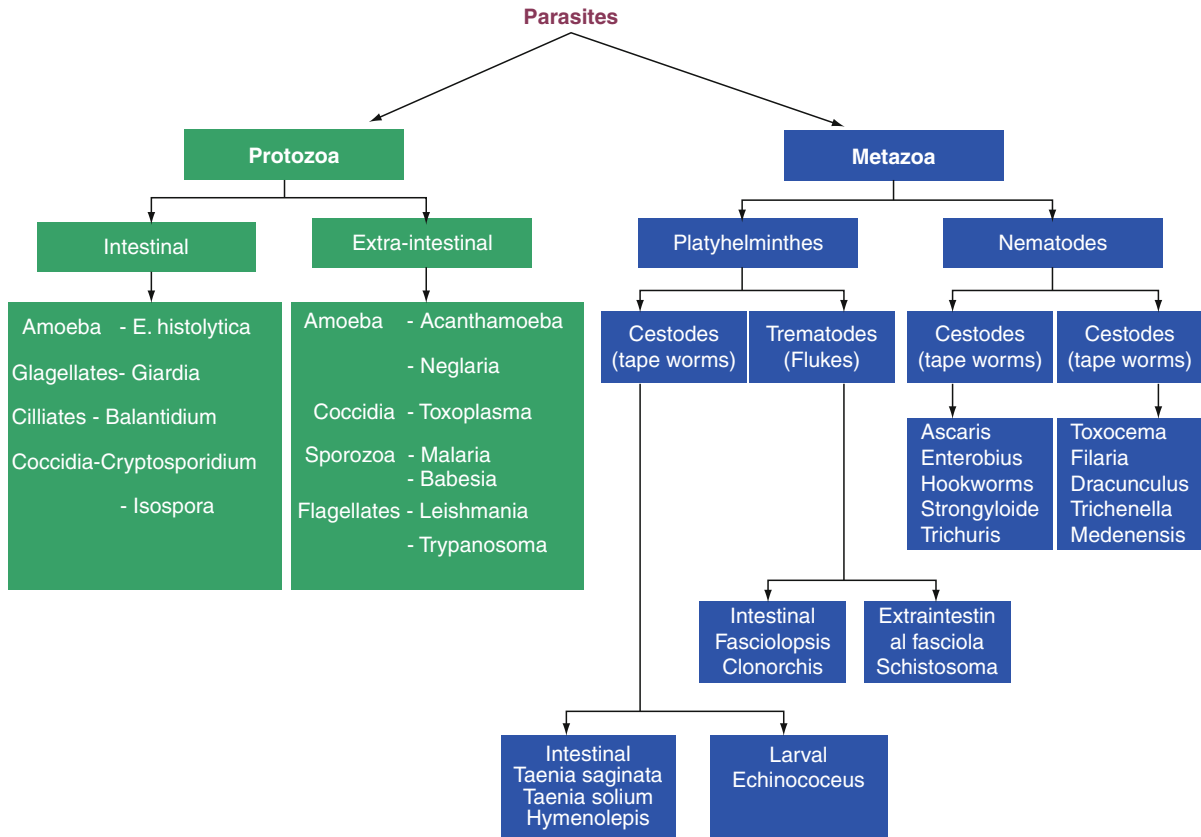 Parasites
Protozoa
Metazoa
Intestinal
Extra-intestinal
Platyhelminthes
Nematodes
Amoeba - E. histolytica
Glagellates- Giardia
Cilliates - Balantidium
Coccidia-Cryptosporidium
- Isospora
Amoeba - Acanthamoeba
- Neglaria
Coccidia - Toxoplasma
Sporozoa - Malaria
- Babesia
Flagellates - Leishmania
- Trypanosoma
Cestodes
(tape worms)
Trematodes
(Flukes)
Cestodes
(tape worms)
Cestodes
(tape worms)
Ascaris
Enterobius
Hookworms
Strongyloide
Trichuris
Toxocema
Filaria
Dracunculus
Trichenella
Medenensis
Intestinal
Fasciolopsis
Clonorchis
Extraintestin
al fasciola
Schistosoma
Intestinal
Taenia saginata
Taenia solium
Hymenolepis
Larval
Echinococeus